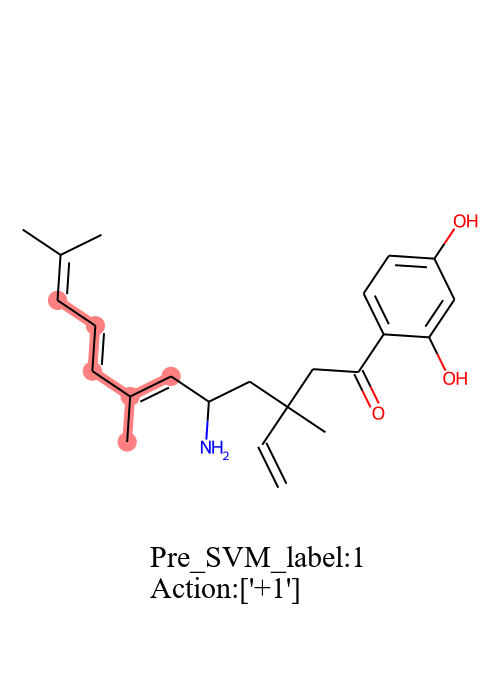 OH
OH
O
NH2
Pre_SVM_label:1
Action:['+1']